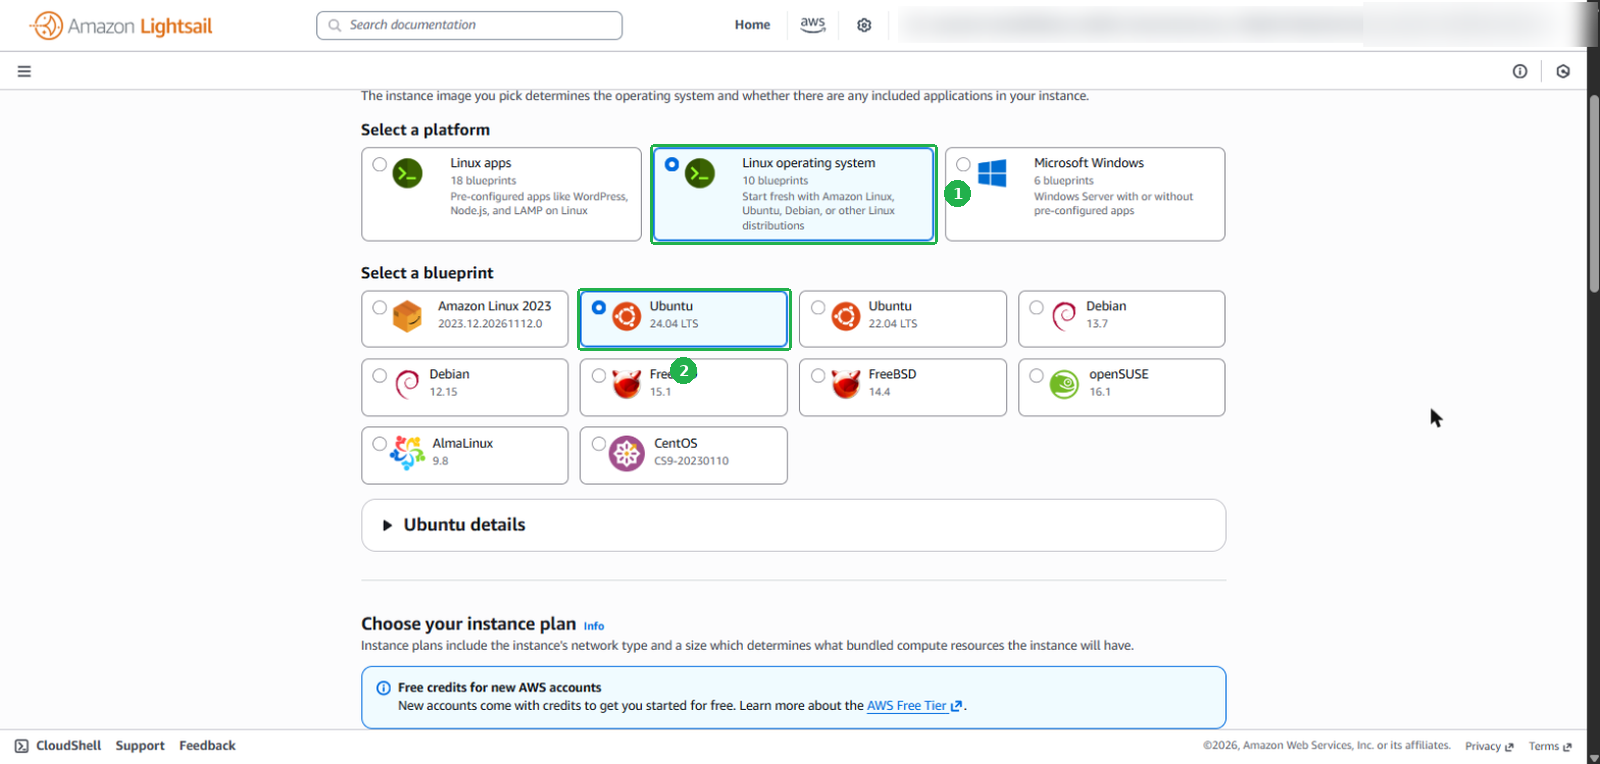 Amazon Lightsail
Search documentation
Home
aws
The instance image you pick determines the operating system and whether there are any included applications in your instance.
Select a platform
Linux apps
18 blueprints
Pre-configured apps like WordPress,
Node.js, and LAMP on Linux
Linux operating system
10 blueprints
Start fresh with Amazon Linux,
Ubuntu, Debian, or other Linux
distributions
1
Microsoft Windows
6 blueprints
Windows Server with or without
pre-configured apps
Select a blueprint
Amazon Linux 2023
2023.12.20261112.0
Ubuntu
24.04 LTS
Ubuntu
22.04 LTS
Debian
13.7
Debian
12.15
2
15.1
FreeBSD
14.4
openSUSE
16.1
AlmaLinux
9.8
CentOS
CS9-20230110
Ubuntu details
Choose your instance plan Info
Instance plans include the instance's network type and a size which determines what bundled compute resources the instance will have.
Free credits for new AWS accounts
New accounts come with credits to get you started for free. Learn more about the AWS Free Tier.
CloudShell Support Feedback
©2026, Amazon Web Services, Inc. or its affiliates. Privacy Terms